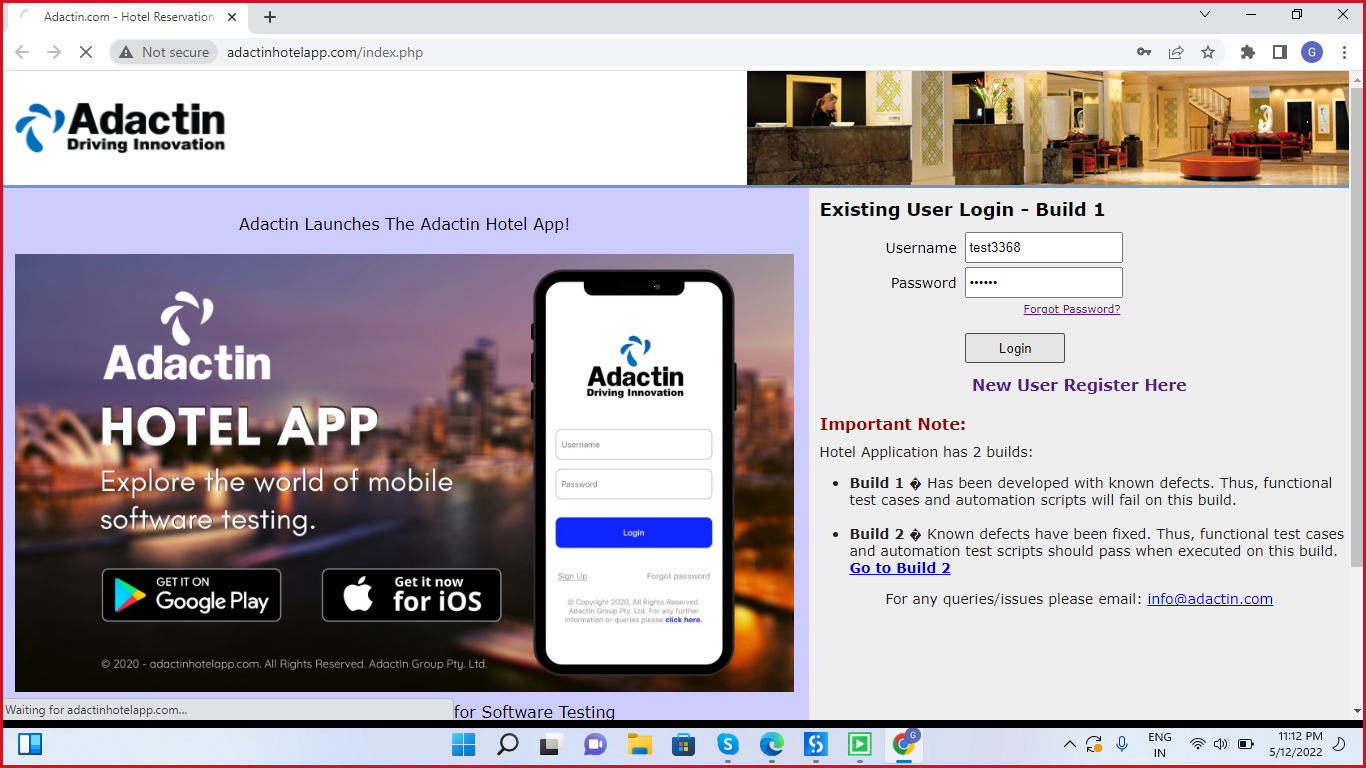 Adactin.com - Hotel Reservation
Not secure
adactinhotelapp.com/index.php
G
Adactin
Driving Innovation
Adactin Launches The Adactin Hotel App!
Adactin
HOTEL APP
Explore the world of mobile
software testing.
GET IT ON
Google Play
Get it now
for iOS
© 2020 - adactinhotelapp.com. All Rights Reserved. AdactIn Group Pty. Ltd.
Adactin
Driving Innovation
Username
Password
Login
Sign Up
Forgot password
© Copyright 2020, All Rights Reserved.
AdactIn Group Pty. Ltd. For any further
information or queries please click here.
for Software Testing
Existing User Login - Build 1
Username
test3368
Password
••••••
Forgot Password?
Login
New User Register Here
Important Note:
Hotel Application has 2 builds:
• Build 1 � Has been developed with known defects. Thus, functional
test cases and automation scripts will fail on this build.
• Build 2 � Known defects have been fixed. Thus, functional test cases
and automation test scripts should pass when executed on this build.
Go to Build 2
For any queries/issues please email: info@adactin.com
Waiting for adactinhotelapp.com...
G
ENG
IN
11:12 PM
5/12/2022